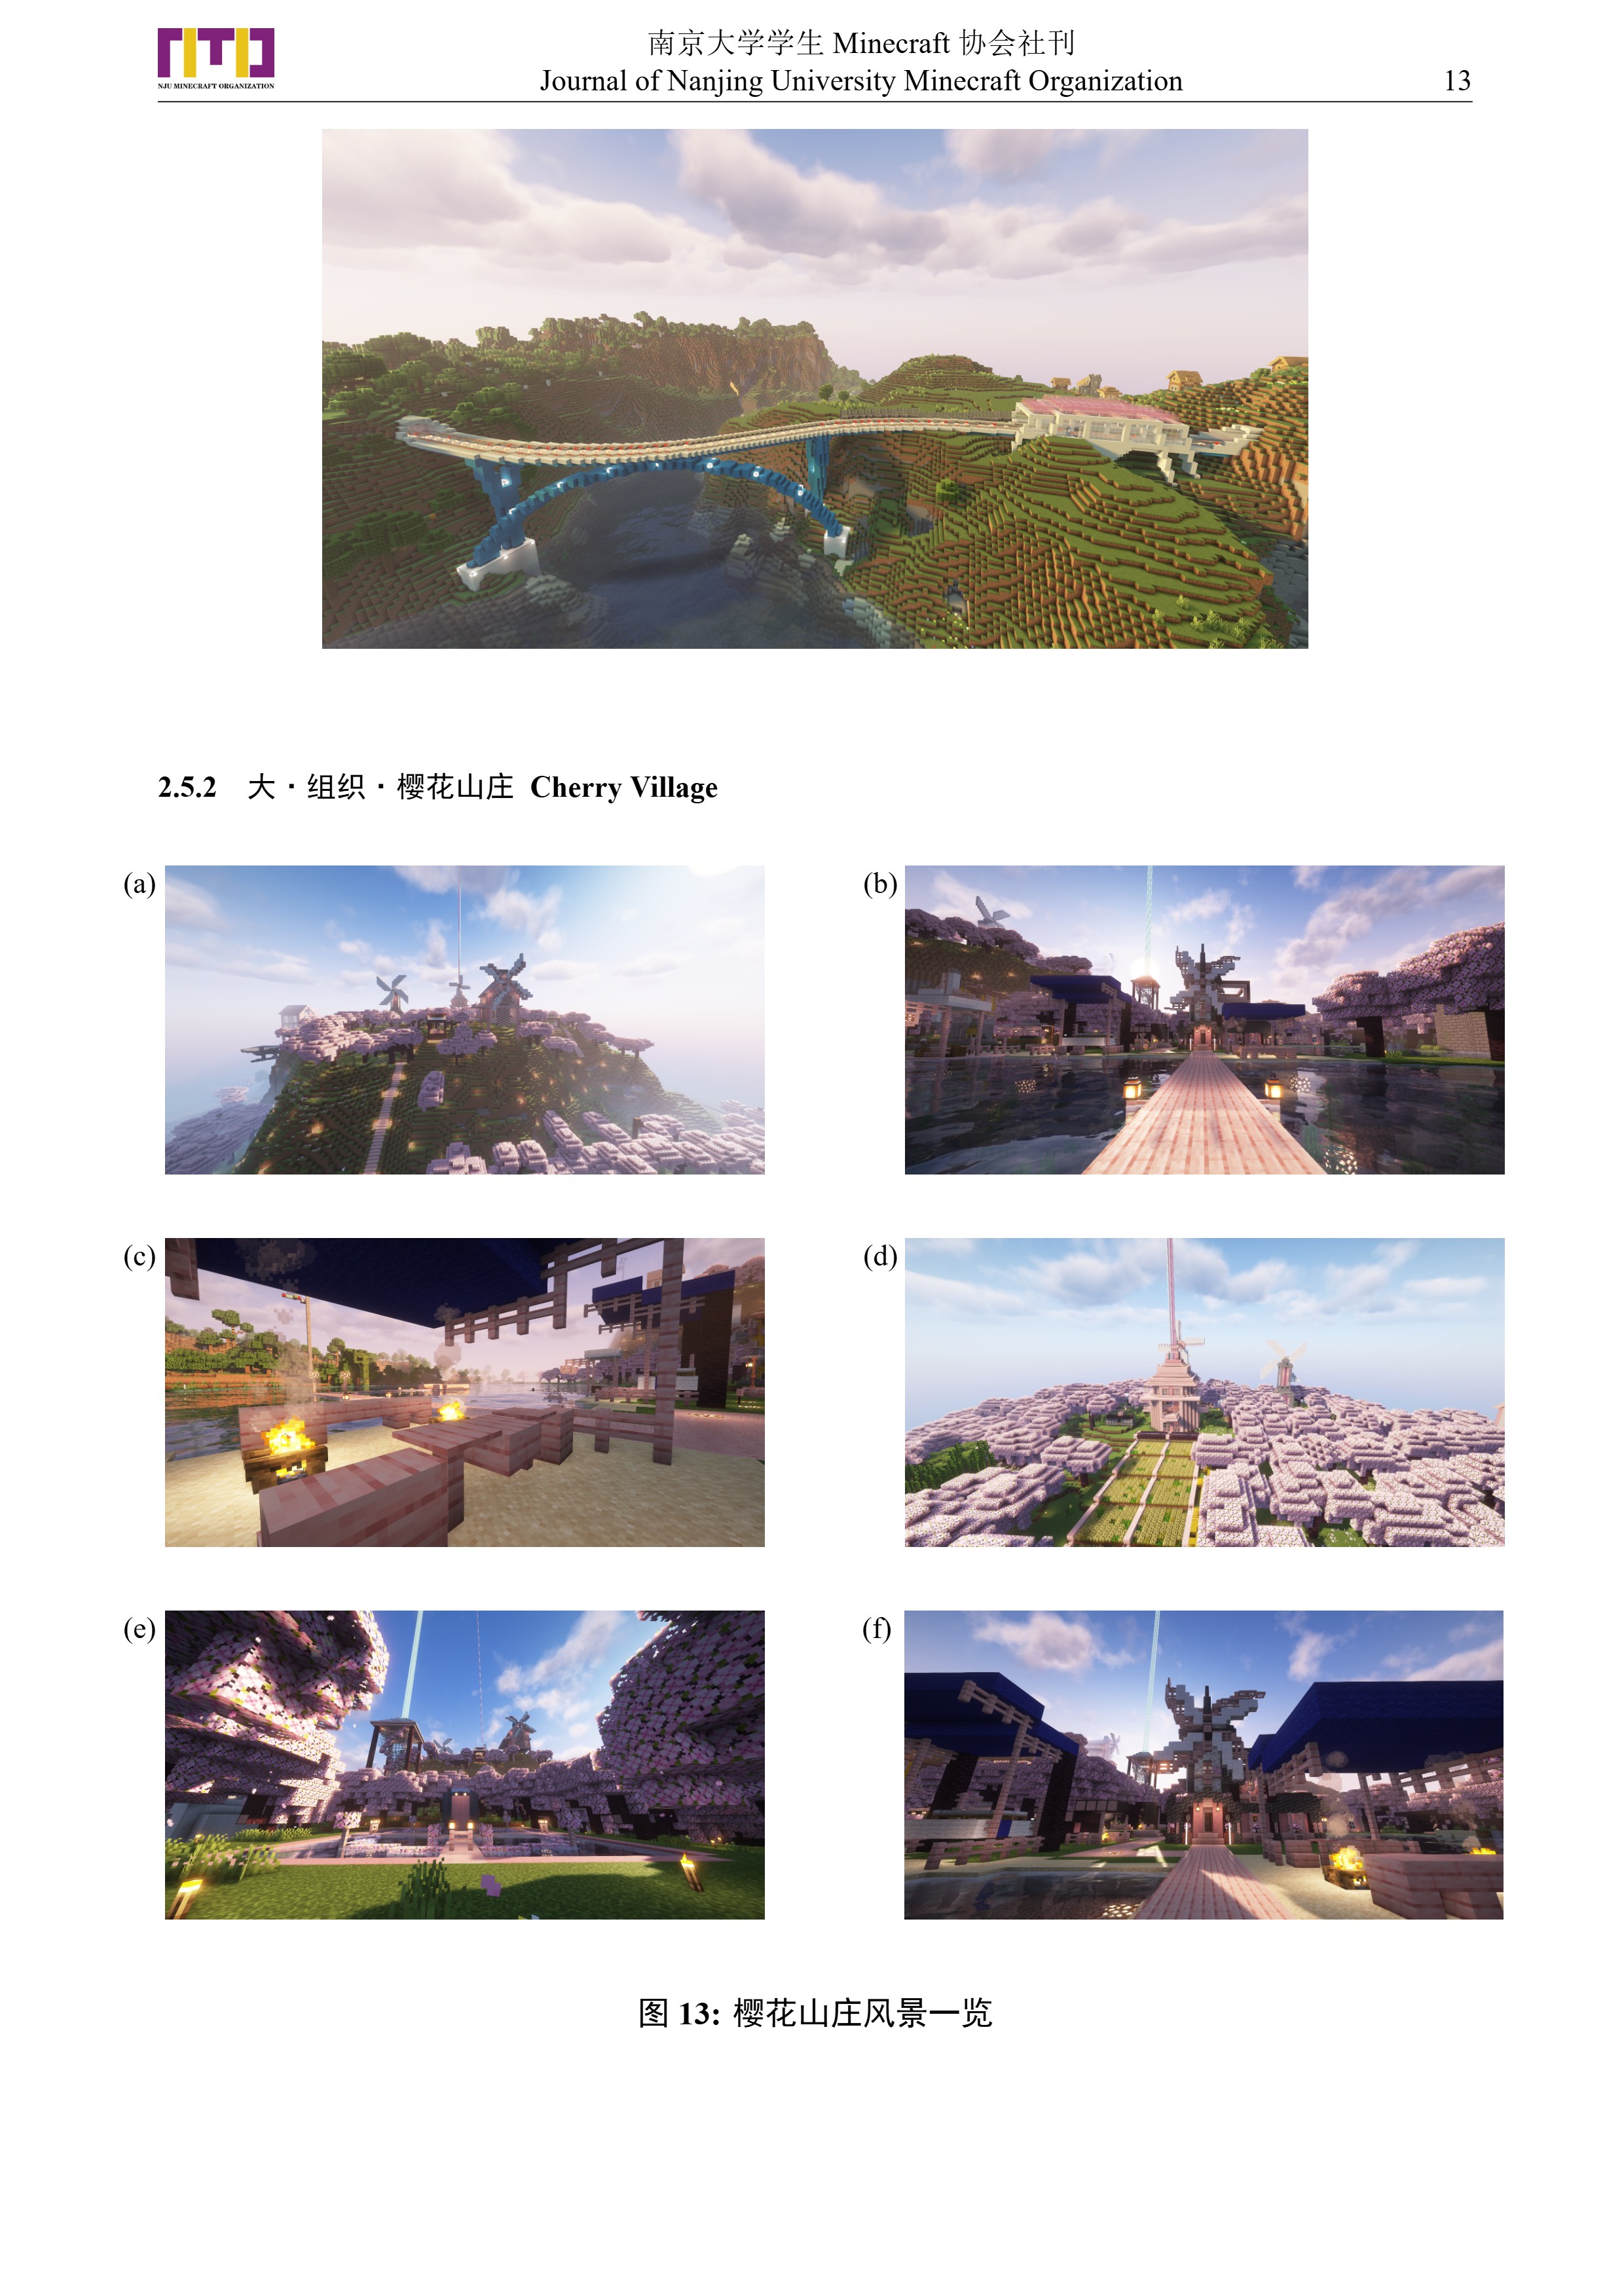 NJU MINECRAFT ORGANIZATION
南京大学学生 Minecraft 协会社刊
Journal of Nanjing University Minecraft Organization
13
2.5.2 大·组织·樱花山庄 Cherry Village
(a)
(b)
(c)
(d)
(e)
(f)
图 13: 樱花山庄风景一览